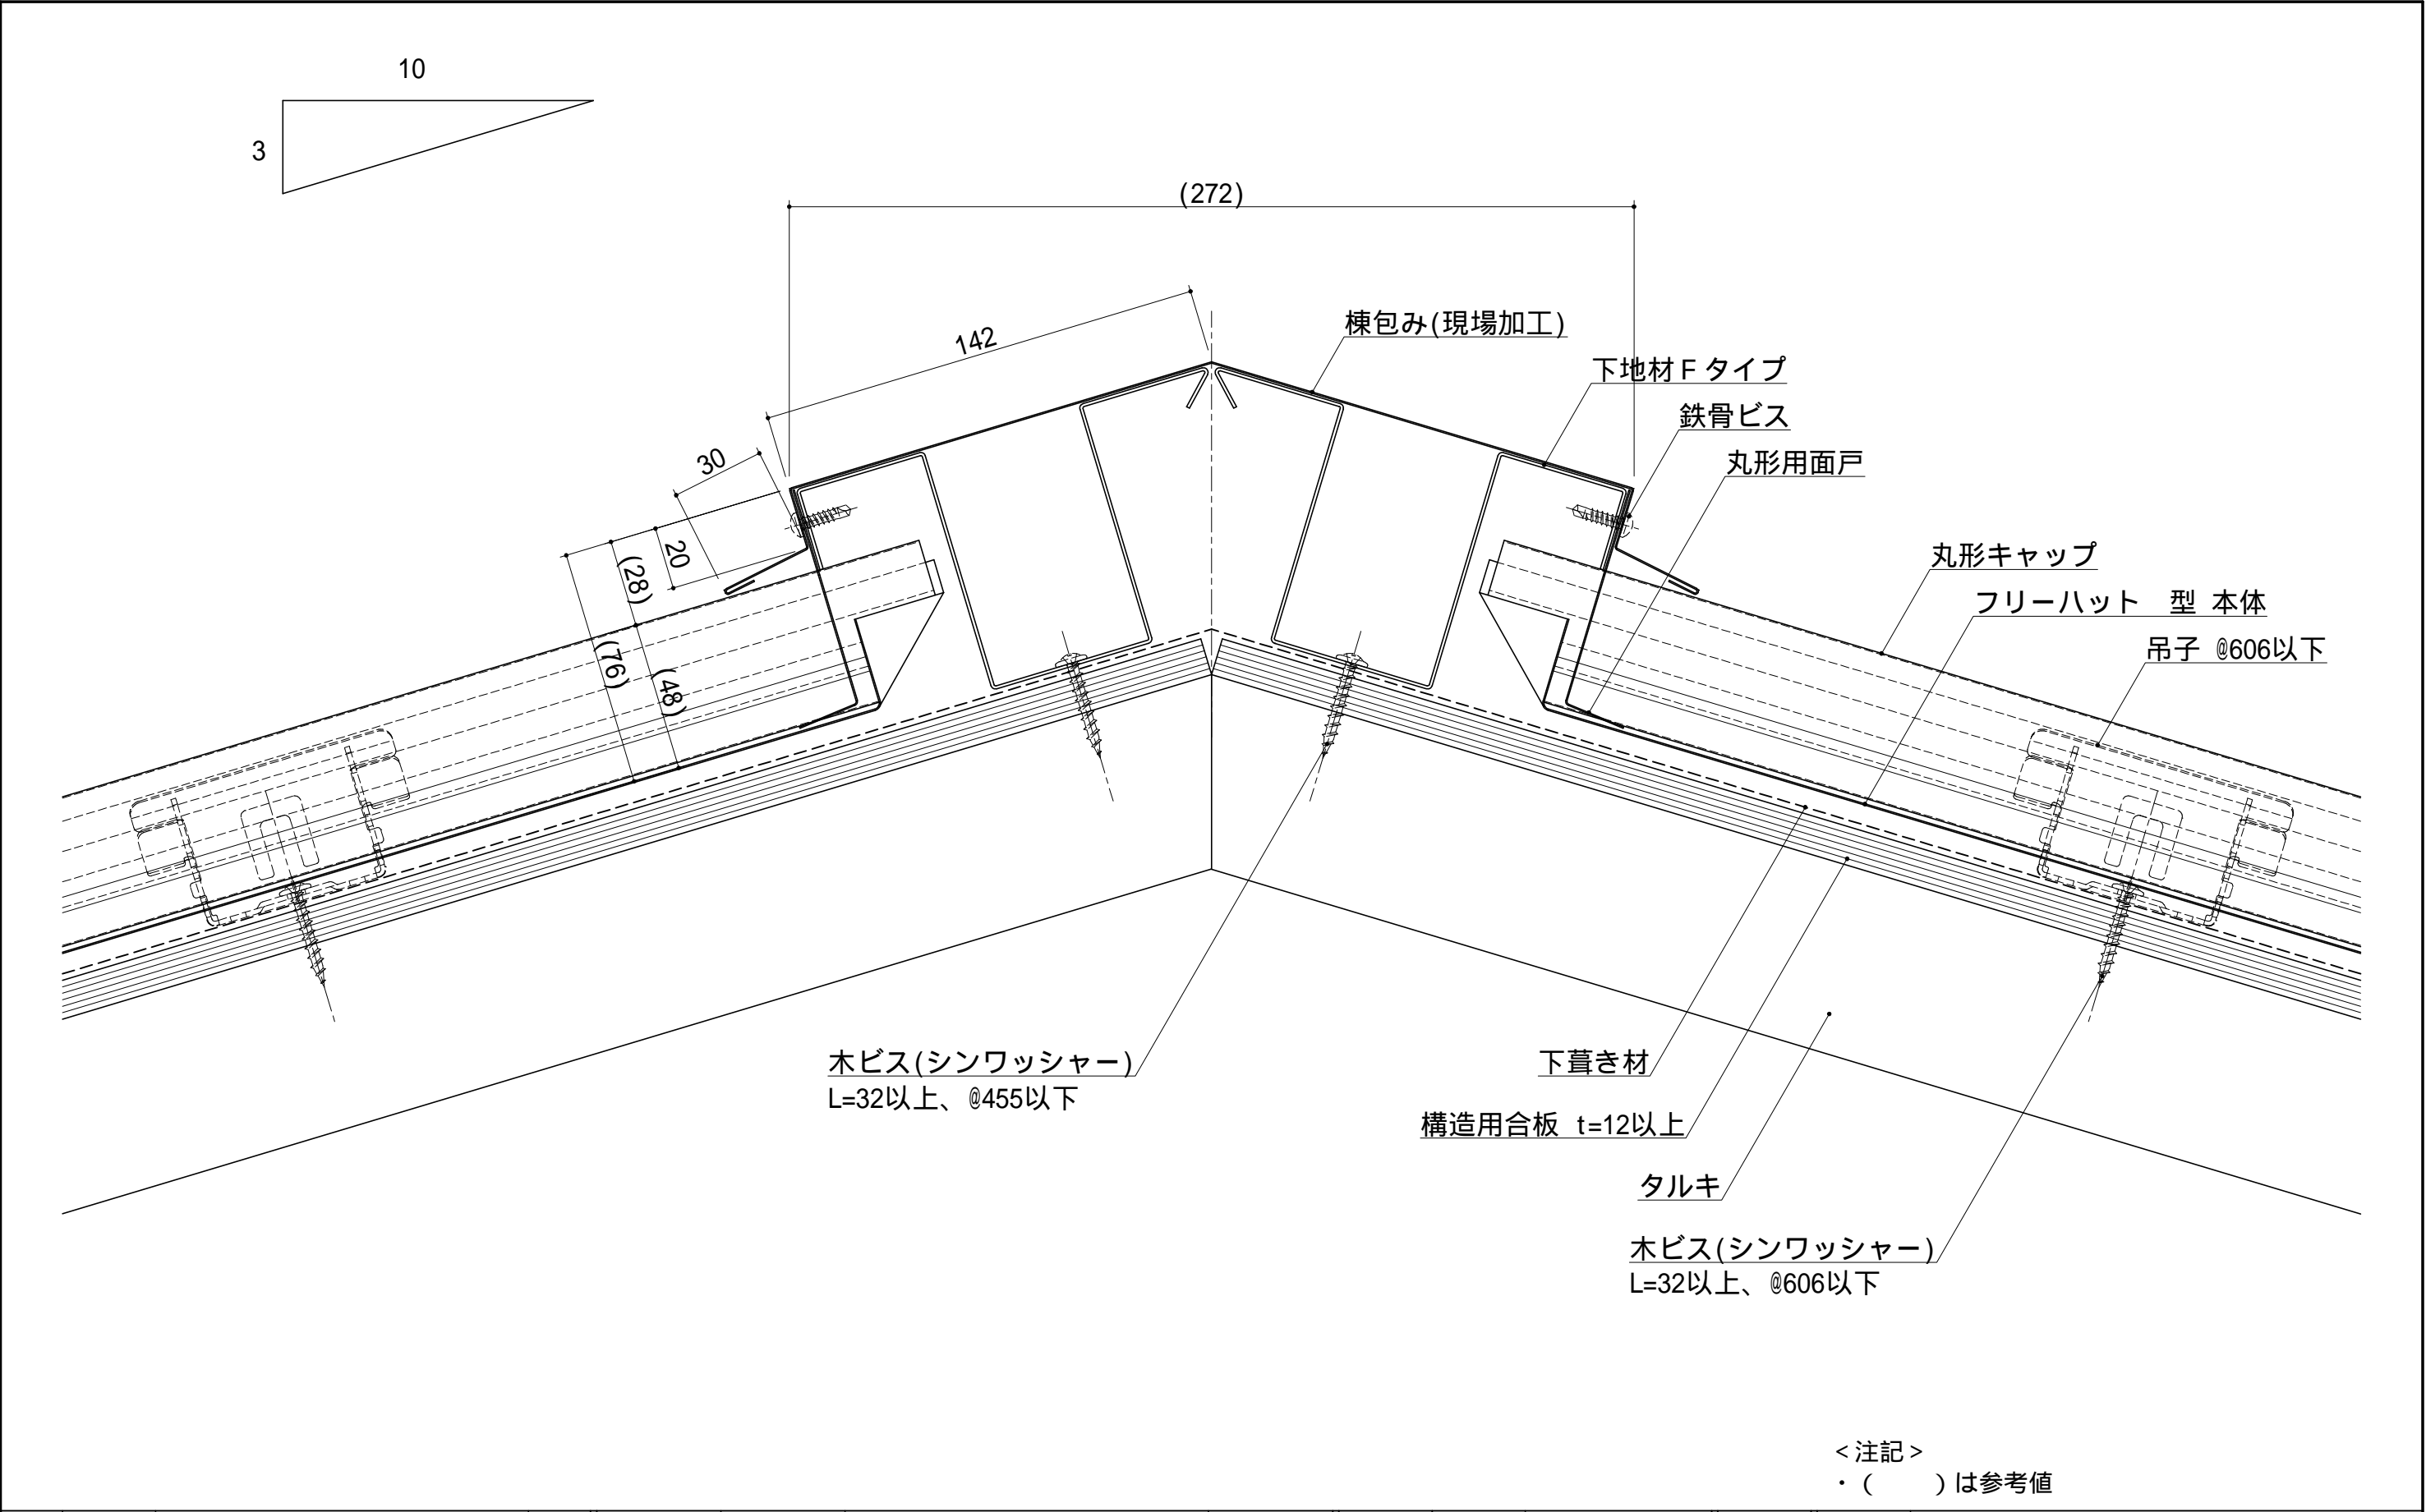 10
3
(272)
142
30
20
(28)
(76)
(48)
棟包み(現場加工)
下地材Fタイプ
鉄骨ビス
丸形用面戸
丸形キャップ
フリーハット　型 本体
吊子 @606以下
木ビス(シンワッシャー)
L=32以上、@455以下
下葺き材
構造用合板 t=12以上
タルキ
木ビス(シンワッシャー)
L=32以上、@606以下
<注記>
・(　　)は参考値